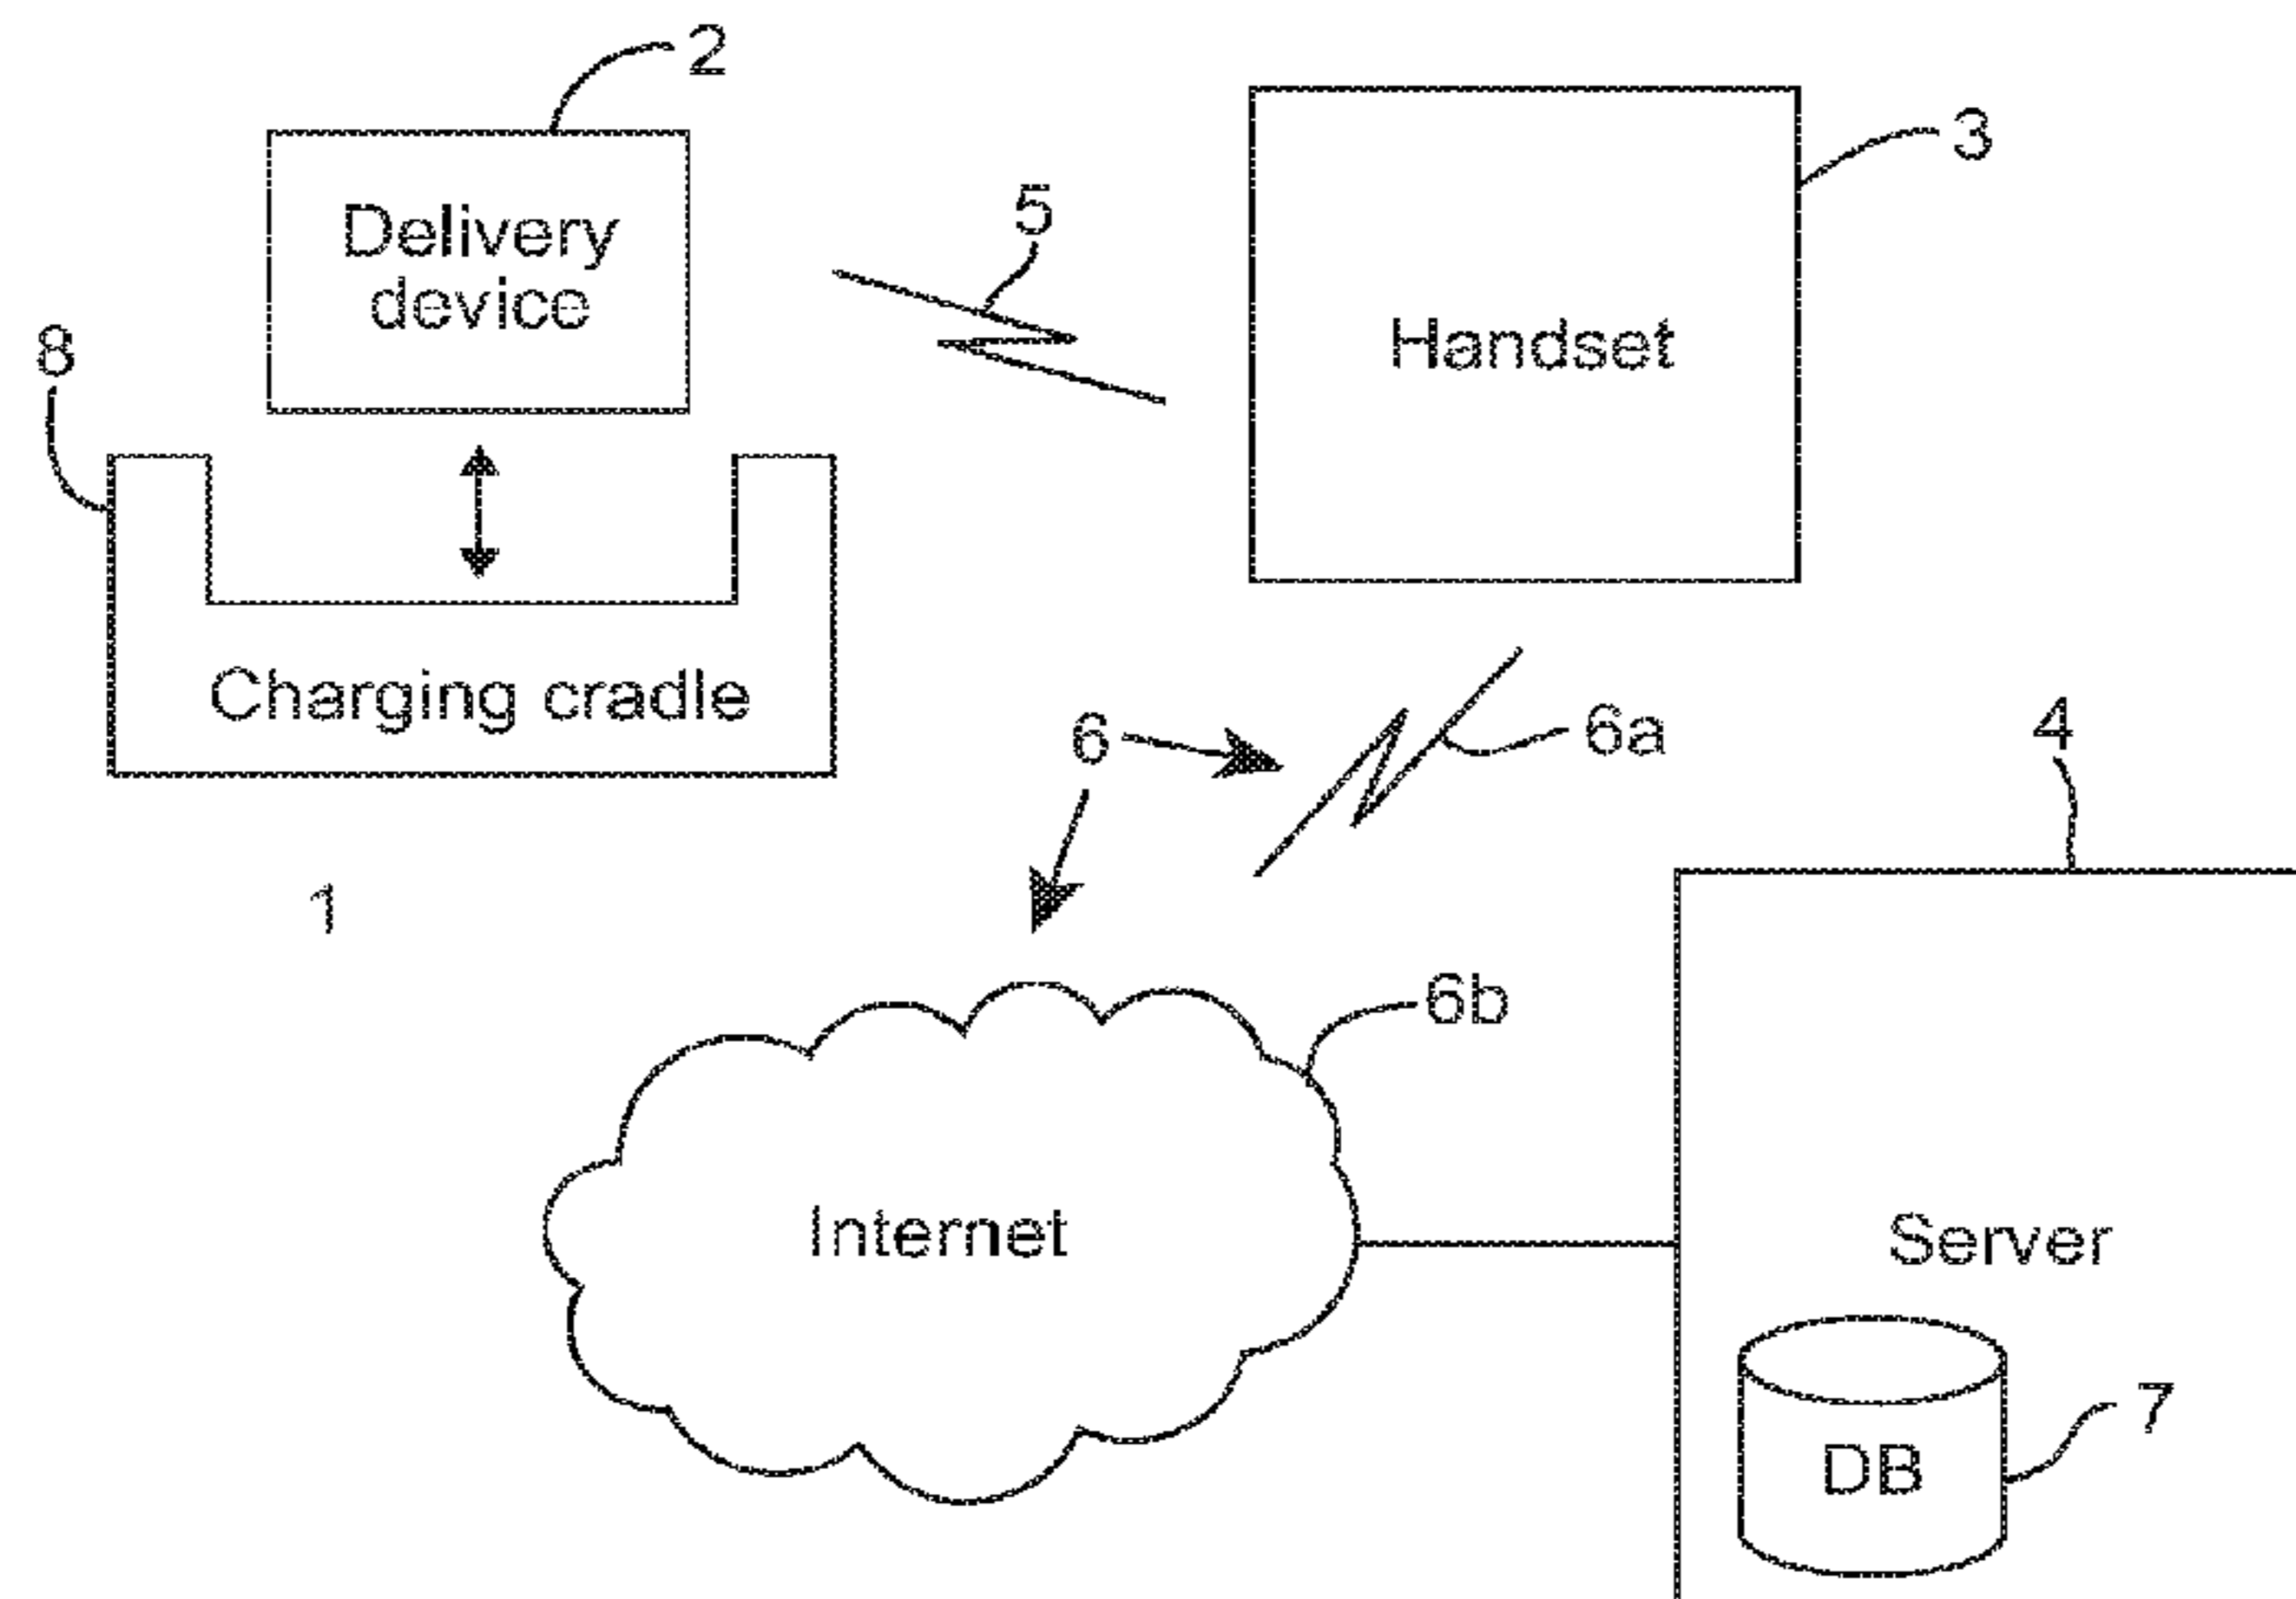 2
3
Delivery
device
5
Handset
8
Charging cradle
6
6a
4
1
6b
Internet
Server
DB
7